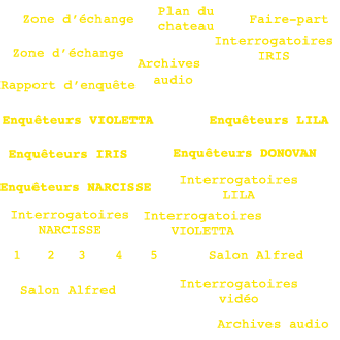 Zone d'échange
Plan du
chateau
Faire-part
Zone d'échange
Archives
audio
Interrogatoires
IRIS
Rapport d'enquête
Enquêteurs VIOLETTA
Enquêteurs LILA
Enquêteurs IRIS
Enquêteurs DONOVAN
Enquêteurs NARCISSE
Interrogatoires
LILA
Interrogatoires
NARCISSE
Interrogatoires
VIOLETTA
1 2 3 4 5
Salon Alfred
Salon Alfred
Interrogatoires
vidéo
Archives audio